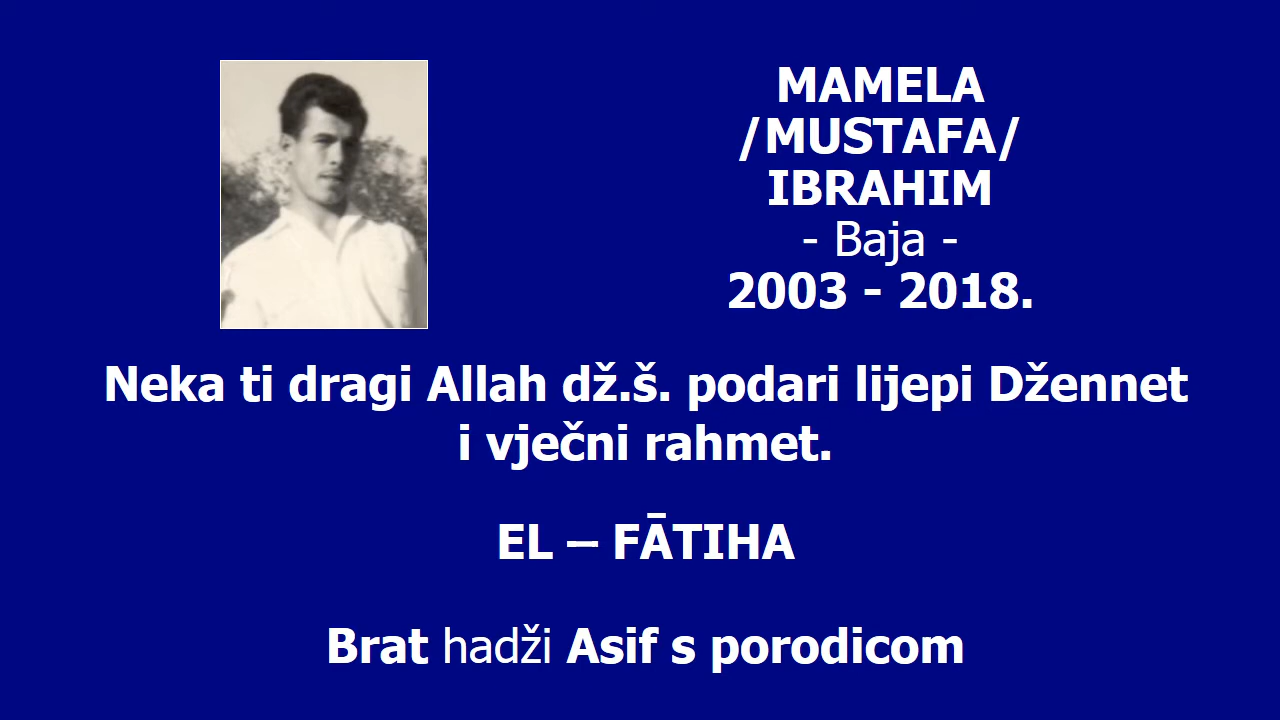 MAMELA
/MUSTAFA/
IBRAHIM
- Baja -
2003 - 2018.
Neka ti dragi Allah dž.š. podari lijepi Džennet
i vječni rahmet.
EL – FĀTIHA
Brat hadži Asif s porodicom